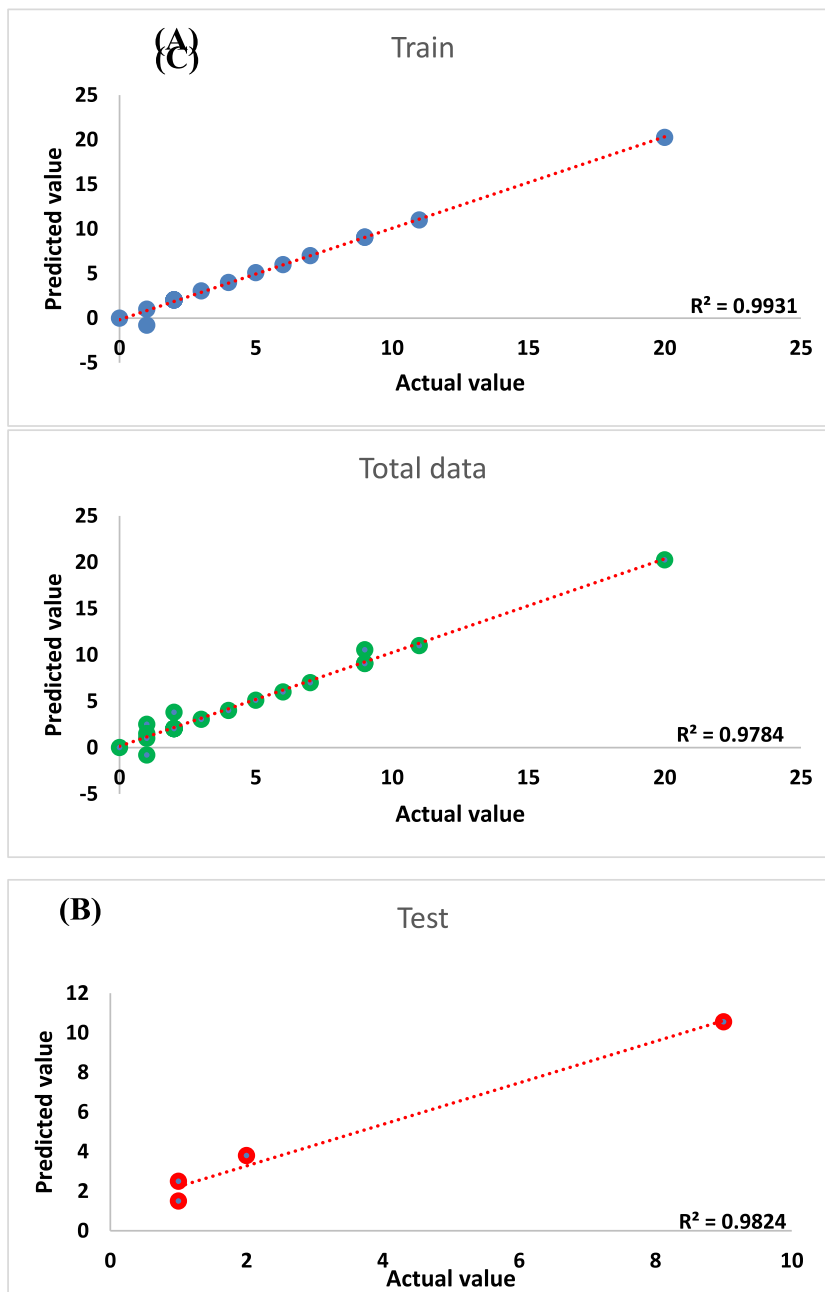 (A)
(C)
Train
25
20
15
10
5
0
-5
0 5 10 15 20 25
Predicted value
R² = 0.9931
Actual value
Total data
25
20
15
10
5
0
-5
0 5 10 15 20 25
Predicted value
R² = 0.9784
Actual value
(B)
Test
12
10
8
6
4
2
0
0 2 4 6 8 10
Predicted value
R² = 0.9824
Actual value